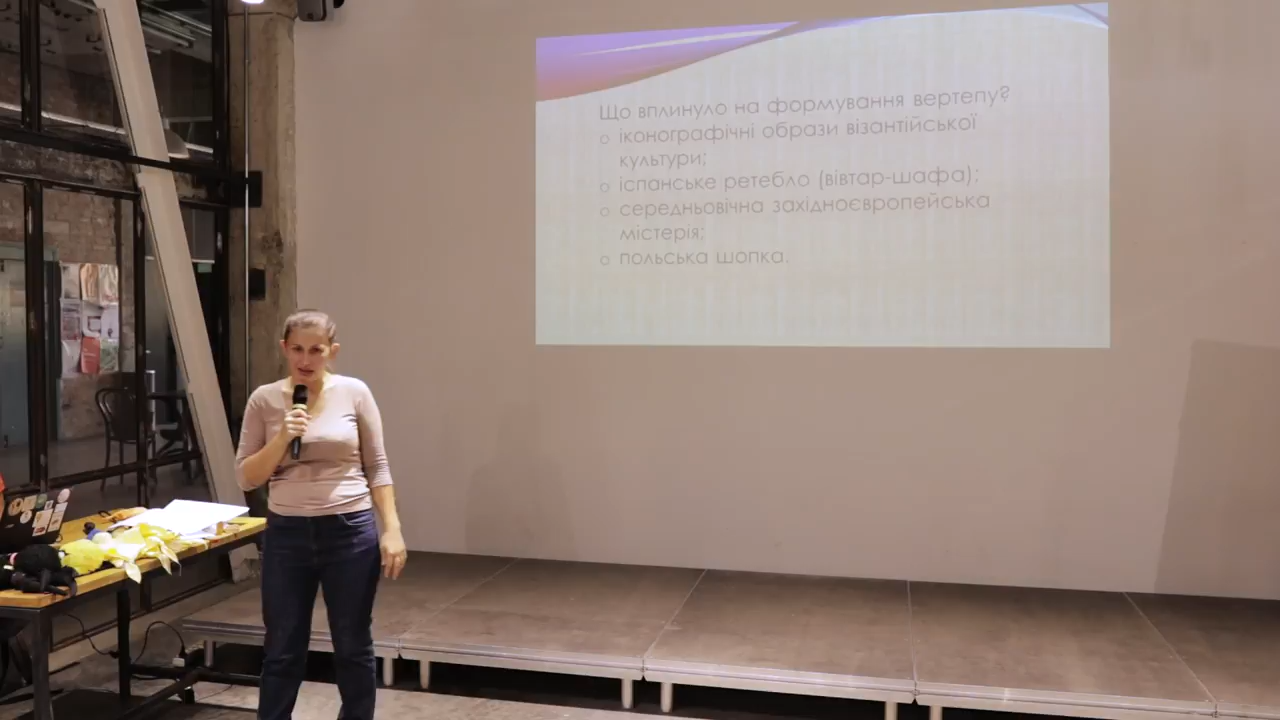 Що вплинуло на формування вертепу?
іконографічні образи візантійської
культури;
іспанське ретебло (вівтар-шафа);
середньовічна західноєвропейська
містерія;
польська шопка.